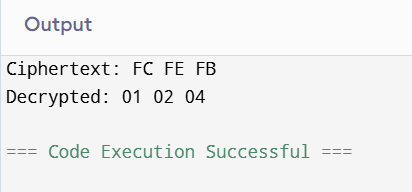 Output
Ciphertext: FC FE FB
Decrypted: 01 02 04
=== Code Execution Successful ===